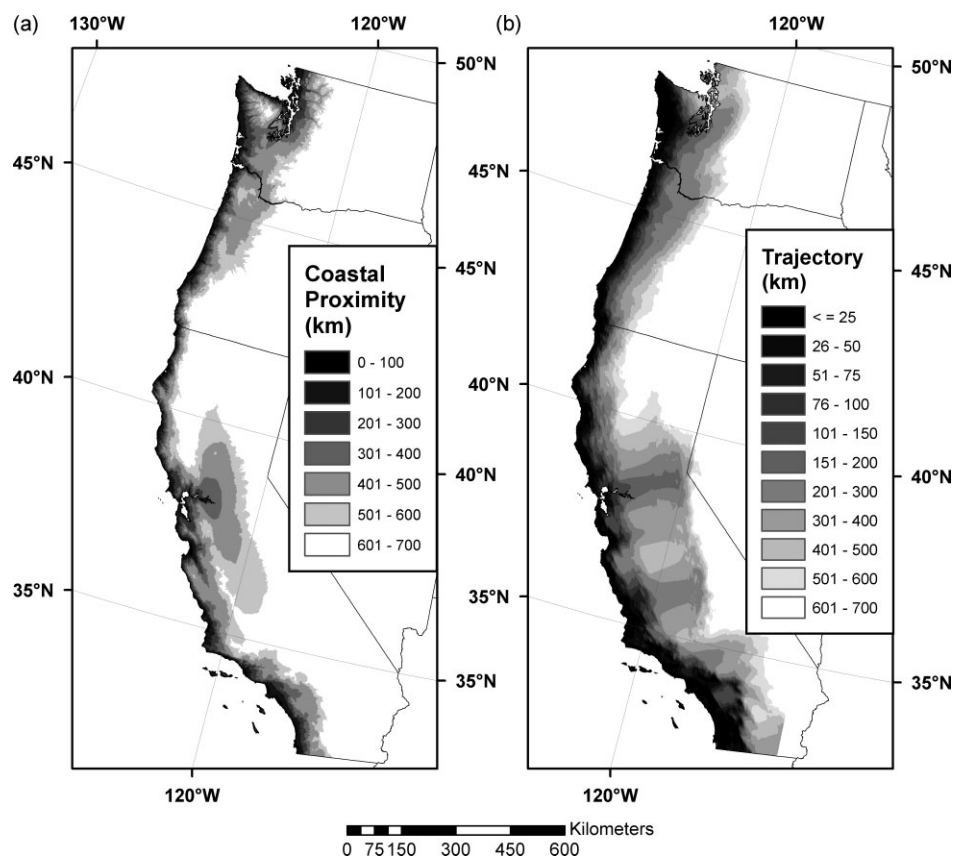 (a)
130°W
120°W
50°N
45°N
45°N
40°N
40°N
35°N
35°N
120°W
Coastal
Proximity
(km)
0 - 100
101 - 200
201 - 300
301 - 400
401 - 500
501 - 600
601 - 700
(b)
120°W
50°N
45°N
45°N
40°N
40°N
35°N
35°N
120°W
Trajectory
(km)
< = 25
26 - 50
51 - 75
76 - 100
101 - 150
151 - 200
201 - 300
301 - 400
401 - 500
501 - 600
601 - 700
Kilometers
0 75 150 300 450 600